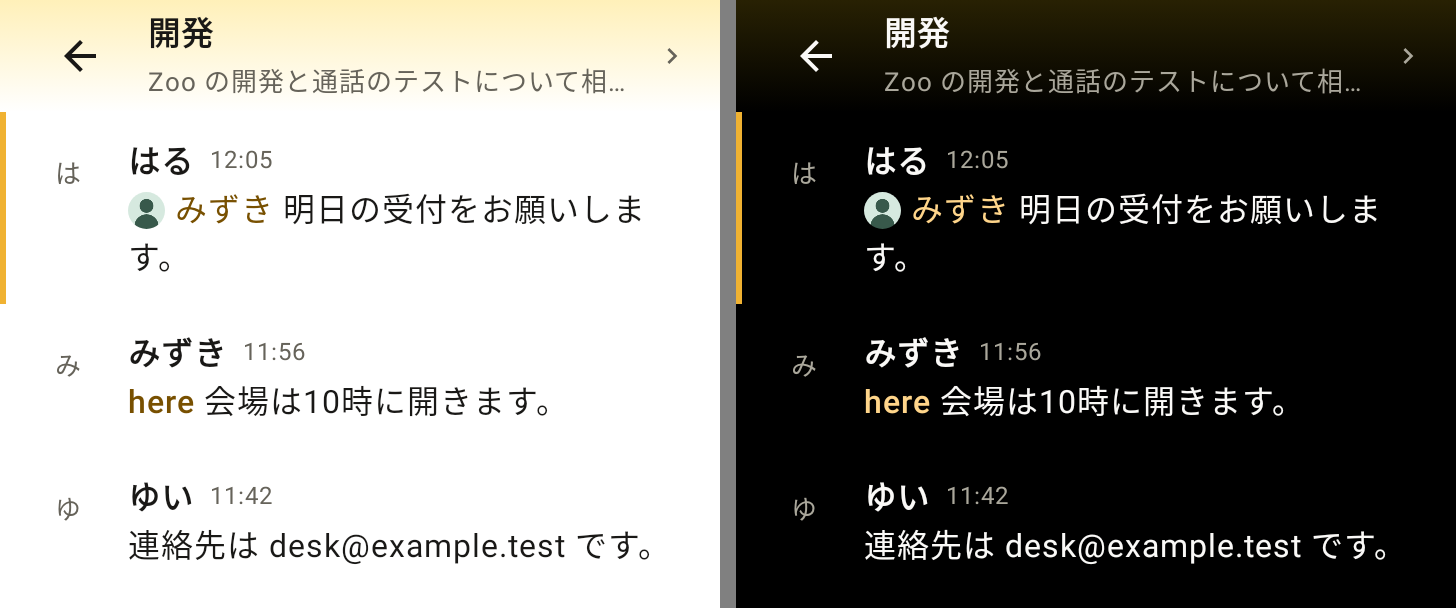 開発
Zoo の開発と通話のテストについて相…
は
はる 12:05
みずき 明日の受付をお願いしま
す。
み
みずき 11:56
here 会場は10時に開きます。
ゆ
ゆい 11:42
連絡先は desk@example.test です。
開発
Zoo の開発と通話のテストについて相…
は
はる 12:05
みずき 明日の受付をお願いしま
す。
み
みずき 11:56
here 会場は10時に開きます。
ゆ
ゆい 11:42
連絡先は desk@example.test です。